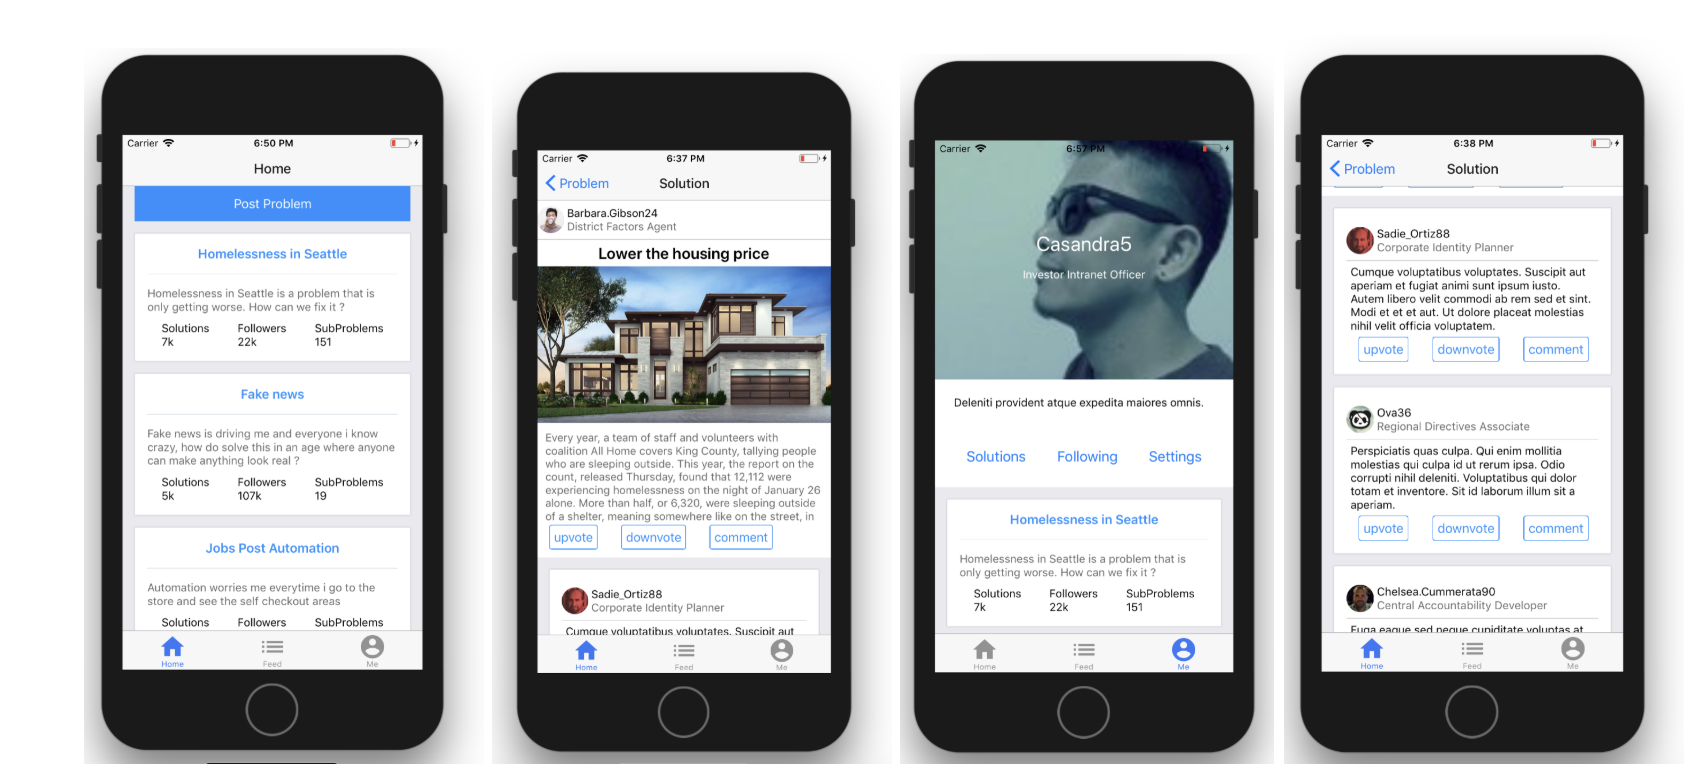 Carrier 6:50 PM
Home
Post Problem
Homelessness in Seattle
Homelessness in Seattle is a problem that is
only getting worse. How can we fix it ?
Solutions Followers SubProblems
7k 22k 151
Fake news
Fake news is driving me and everyone i know
crazy, how do solve this in an age where anyone
can make anything look real ?
Solutions Followers SubProblems
5k 107k 19
Jobs Post Automation
Automation worries me everytime i go to the
store and see the self checkout areas
Solutions Followers SubProblems
Home Feed Me
Carrier 6:37 PM
Problem Solution
Barbara.Gibson24
District Factors Agent
Lower the housing price
Every year, a team of staff and volunteers with
coalition All Home covers King County, tallying people
who are sleeping outside. This year, the report on the
count, released Thursday, found that 12,112 were
experiencing homelessness on the night of January 26
alone. More than half, or 6,320, were sleeping outside
of a shelter, meaning somewhere like on the street, in
upvote downvote comment
Sadie_Ortiz88
Corporate Identity Planner
Cumque voluptatibus voluptates. Suscipit aut
Home Feed Me
Carrier 6:57 PM
Casandra5
Investor Intranet Officer
Deleniti provident atque expedita maiores omnis.
Solutions Following Settings
Homelessness in Seattle
Homelessness in Seattle is a problem that is
only getting worse. How can we fix it ?
Solutions Followers SubProblems
7k 22k 151
Home Feed Me
Carrier 6:38 PM
Problem Solution
Sadie_Ortiz88
Corporate Identity Planner
Cumque voluptatibus voluptates. Suscipit aut
aperiam et fugiat animi sunt ipsum iusto.
Autem libero velit commodi ab rem sed et sint.
Modi et et et aut. Ut dolore placeat molestias
nihil velit officia voluptatem.
upvote downvote comment
Ova36
Regional Directives Associate
Perspiciatis quas culpa. Qui enim mollitia
molestias qui culpa id ut rerum ipsa. Odio
corrupti nihil deleniti. Voluptatibus qui dolor
totam et inventore. Sit id laborum illum sit a
aperiam.
upvote downvote comment
Chelsea.Cummerata90
Central Accountability Developer
Fuga eaque sed neque cupiditate voluptas at
Home Feed Me